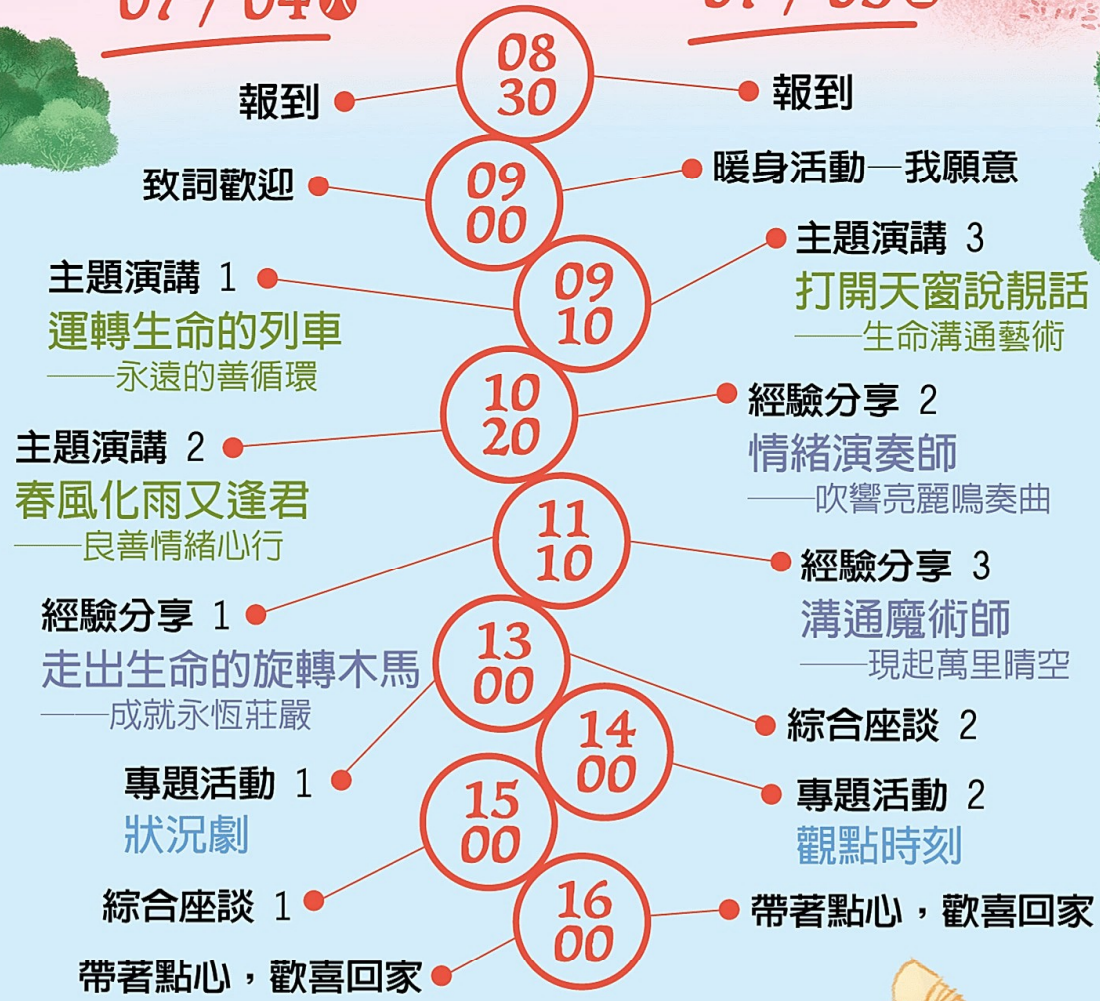 07 / 04 六
07 / 05
08
30
報到
報到
09
00
致詞歡迎
暖身活動—我願意
09
10
主題演講 1
運轉生命的列車
——永遠的善循環
主題演講 3
打開天窗說靚話
——生命溝通藝術
10
20
主題演講 2
春風化雨又逢君
——良善情緒心行
經驗分享 2
情緒演奏師
——吹響亮麗鳴奏曲
11
10
經驗分享 1
走出生命的旋轉木馬
——成就永恆莊嚴
經驗分享 3
溝通魔術師
——現起萬里晴空
13
00
專題活動 1
狀況劇
綜合座談 2
14
00
專題活動 2
觀點時刻
15
00
綜合座談 1
16
00
帶著點心，歡喜回家
帶著點心，歡喜回家